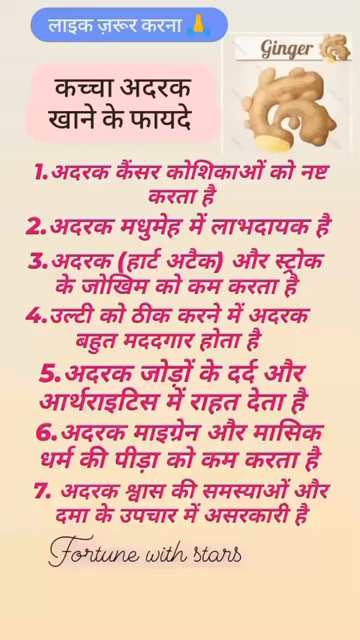 लाइक ज़रूर करना 🙏
Ginger
कच्चा अदरक
खाने के फायदे
1.अदरक कैंसर कोशिकाओं को नष्ट
करता है
2.अदरक मधुमेह में लाभदायक है
3.अदरक (हार्ट अटैक) और स्ट्रोक
के जोखिम को कम करता है
4.उल्टी को ठीक करने में अदरक
बहुत मददगार होता है
5.अदरक जोड़ों के दर्द और
आर्थराइटिस में राहत देता है
6.अदरक माइग्रेन और मासिक
धर्म की पीड़ा को कम करता है
7. अदरक श्वास की समस्याओं और
दमा के उपचार में असरकारी है
Fortune with stars